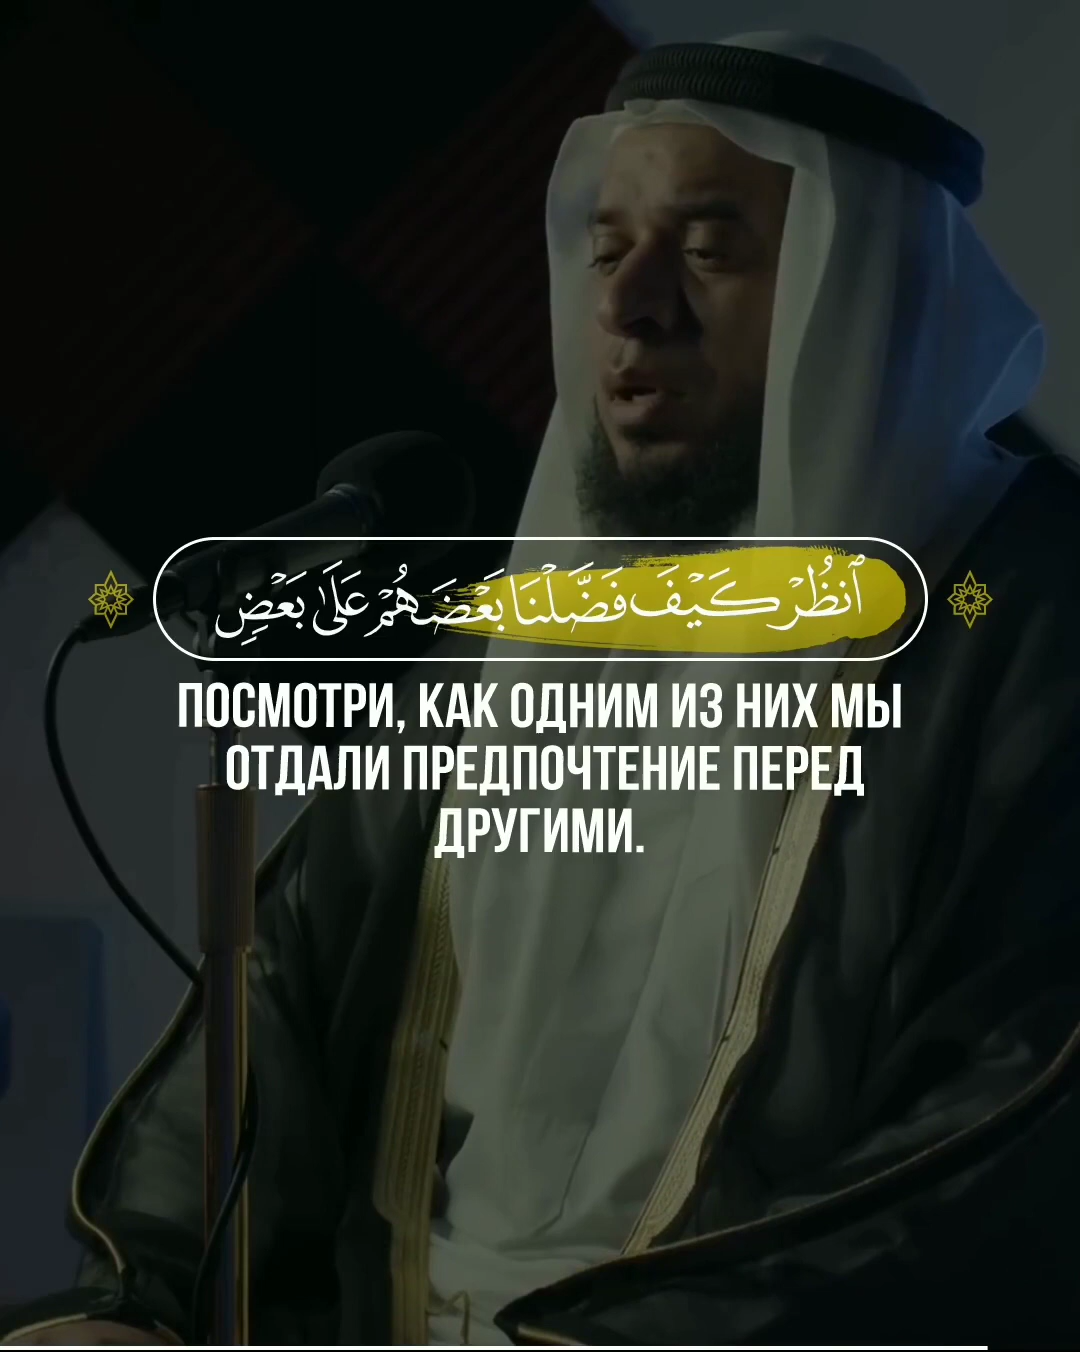 ٱنظُرْ كَيْفَ فَضَّلْنَا بَعْضَهُمْ عَلَىٰ بَعْضٍ
ПОСМОТРИ, КАК ОДНИМ ИЗ НИХ МЫ
ОТДАЛИ ПРЕДПОЧТЕНИЕ ПЕРЕД
ДРУГИМИ.